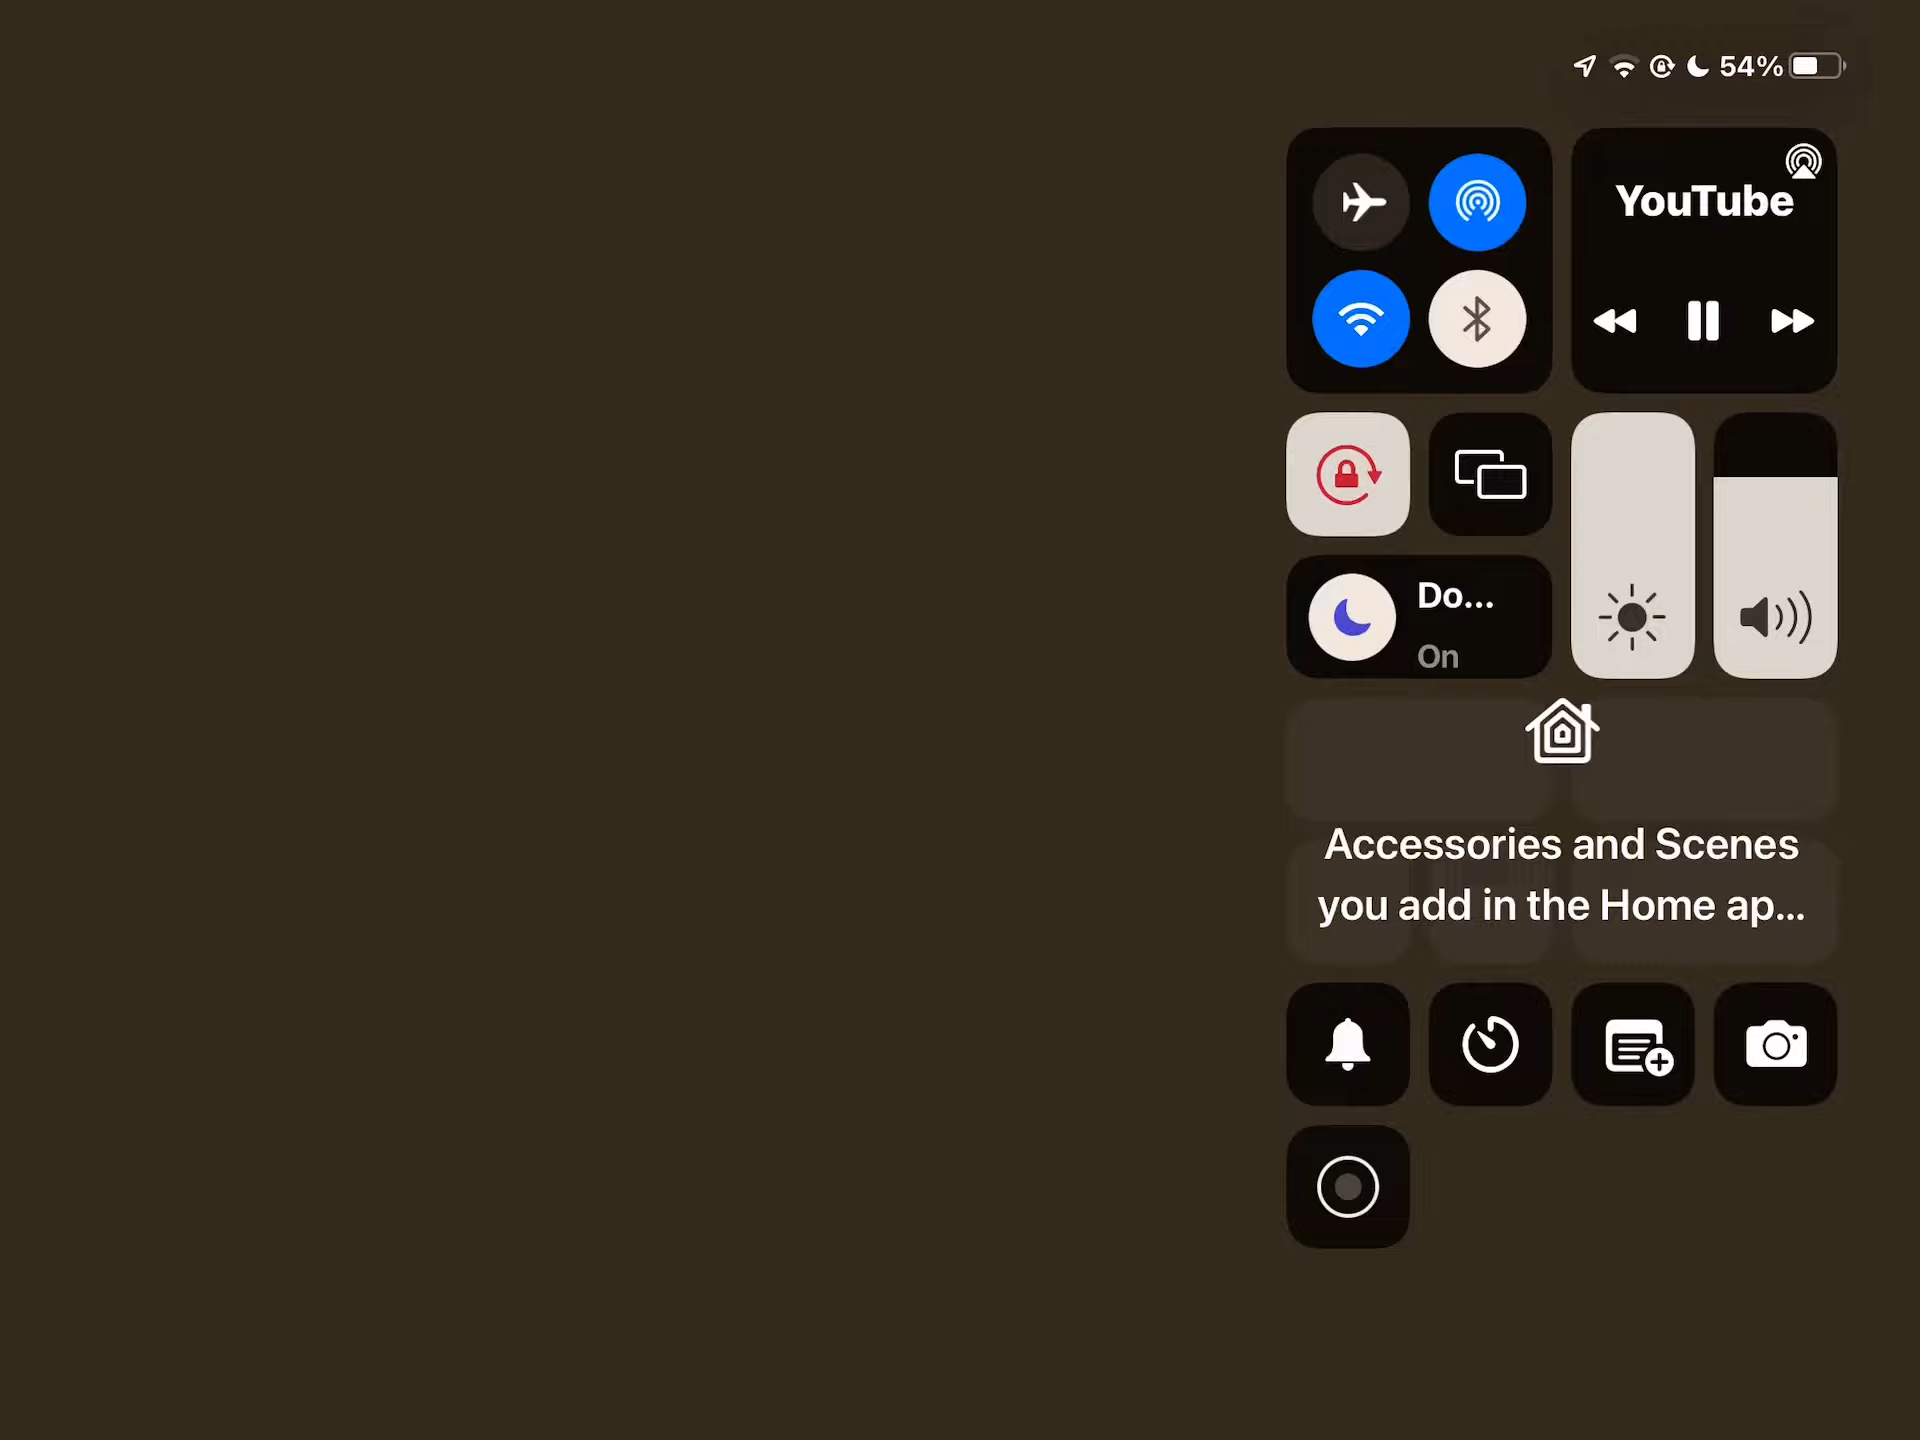 54%
YouTube
Do...
On
Accessories and Scenes
you add in the Home ap...